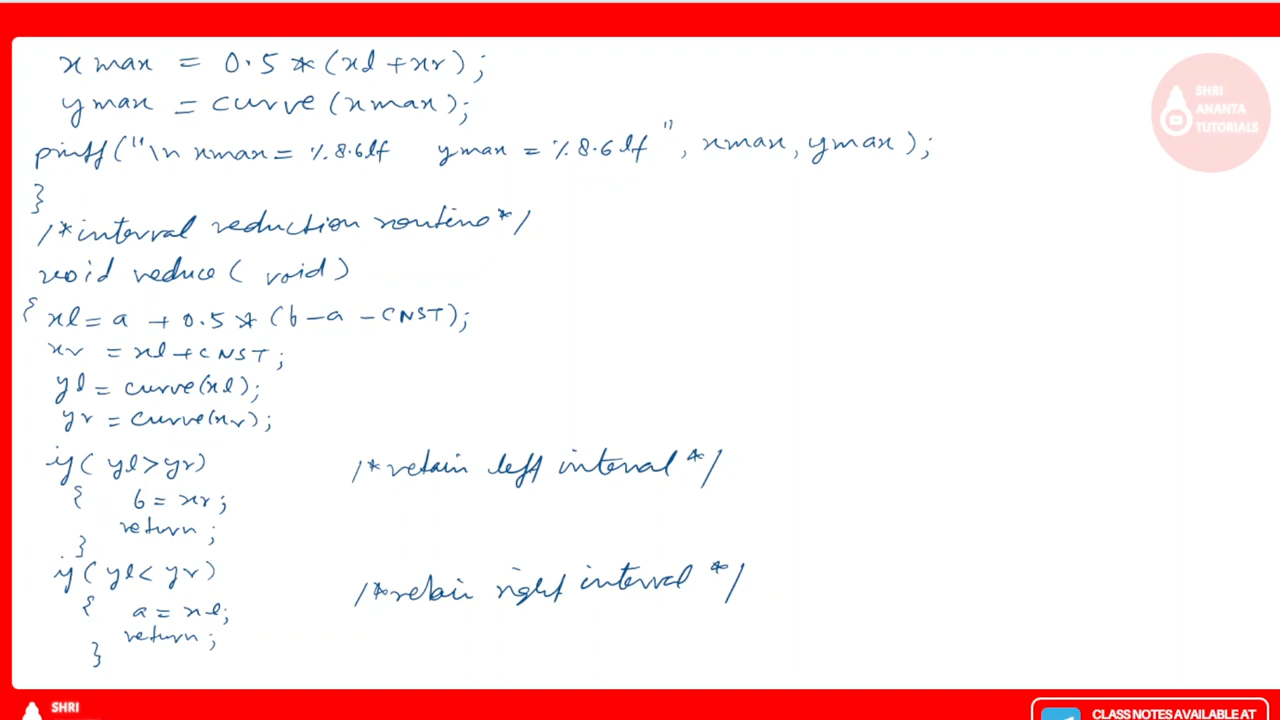 xmax = 0.5 * (xl + xr);
ymax = curve(xmax);
printf("\n xmax = %8.6lf ymax = %8.6lf", xmax, ymax);
}
/*interval reduction routine*/
void reduce( void)
{ xl = a + 0.5 * (b - a - CNST);
xr = xl + CNST;
yl = curve(xl);
yr = curve(xr);
if( yl > yr) /*retain left interval*/
{ b = xr;
return;
}
if( yl < yr) /*retain right interval*/
{ a = xl;
return;
}
SHRI
ANANTA
TUTORIALS
SHRI
CLASS NOTES AVAILABLE AT